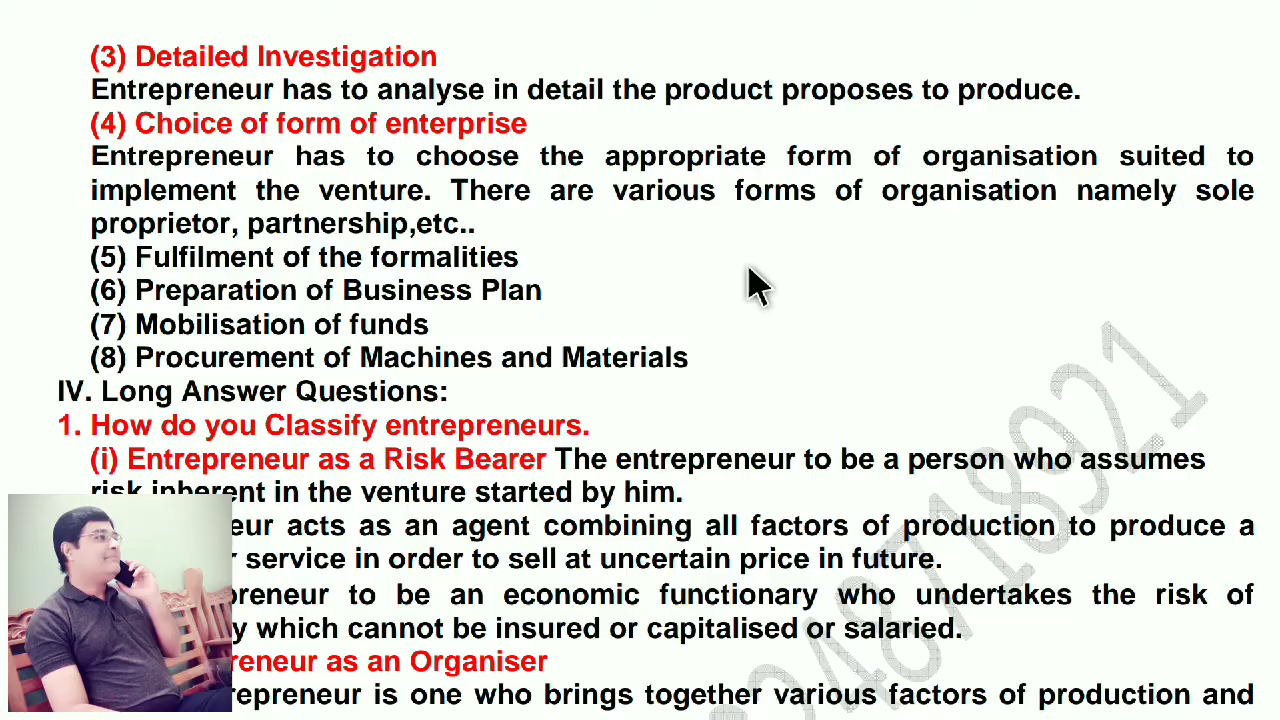 (3) Detailed Investigation
Entrepreneur has to analyse in detail the product proposes to produce.
(4) Choice of form of enterprise
Entrepreneur has to choose the appropriate form of organisation suited to
implement the venture. There are various forms of organisation namely sole
proprietor, partnership,etc..
(5) Fulfilment of the formalities
(6) Preparation of Business Plan
(7) Mobilisation of funds
(8) Procurement of Machines and Materials
IV. Long Answer Questions:
1. How do you Classify entrepreneurs.
(i) Entrepreneur as a Risk Bearer The entrepreneur to be a person who assumes
risk inherent in the venture started by him.
acts as an agent combining all factors of production to produce a
service in order to sell at uncertain price in future.
to be an economic functionary who undertakes the risk of
which cannot be insured or capitalised or salaried.
as an Organiser
is one who brings together various factors of production and